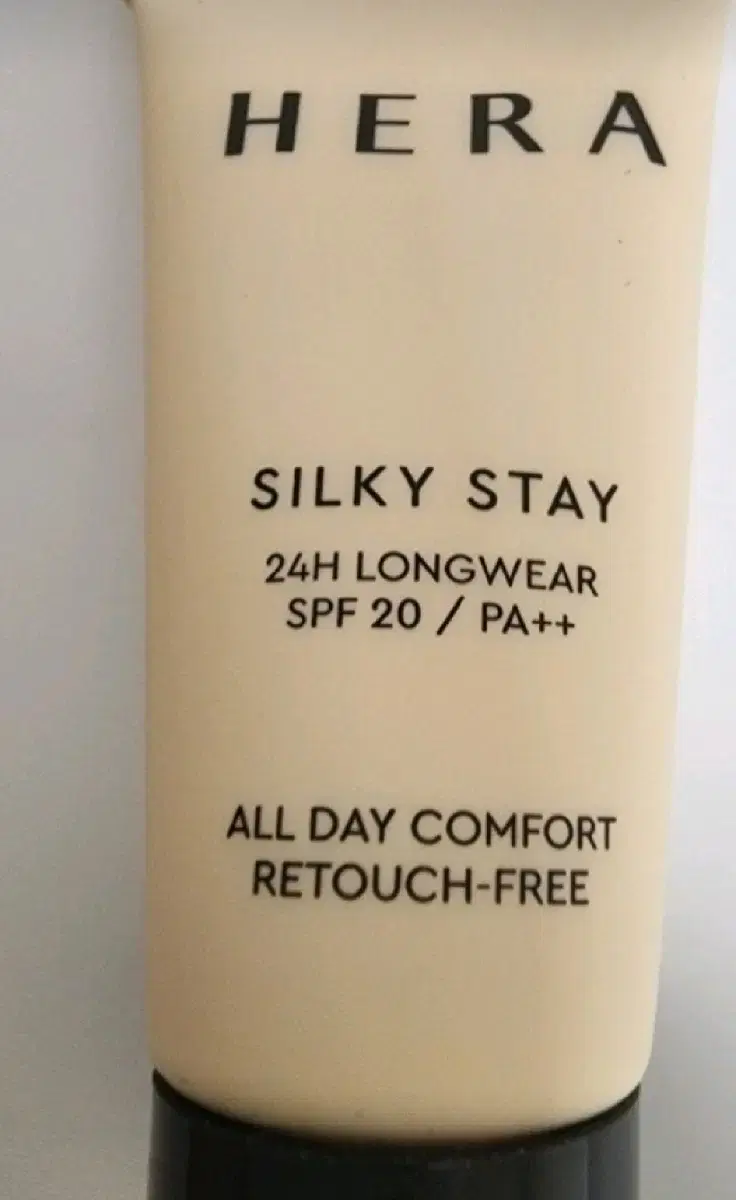 HERA
SILKY STAY
24H LONGWEAR
SPF 20 / PA++
ALL DAY COMFORT
RETOUCH-FREE